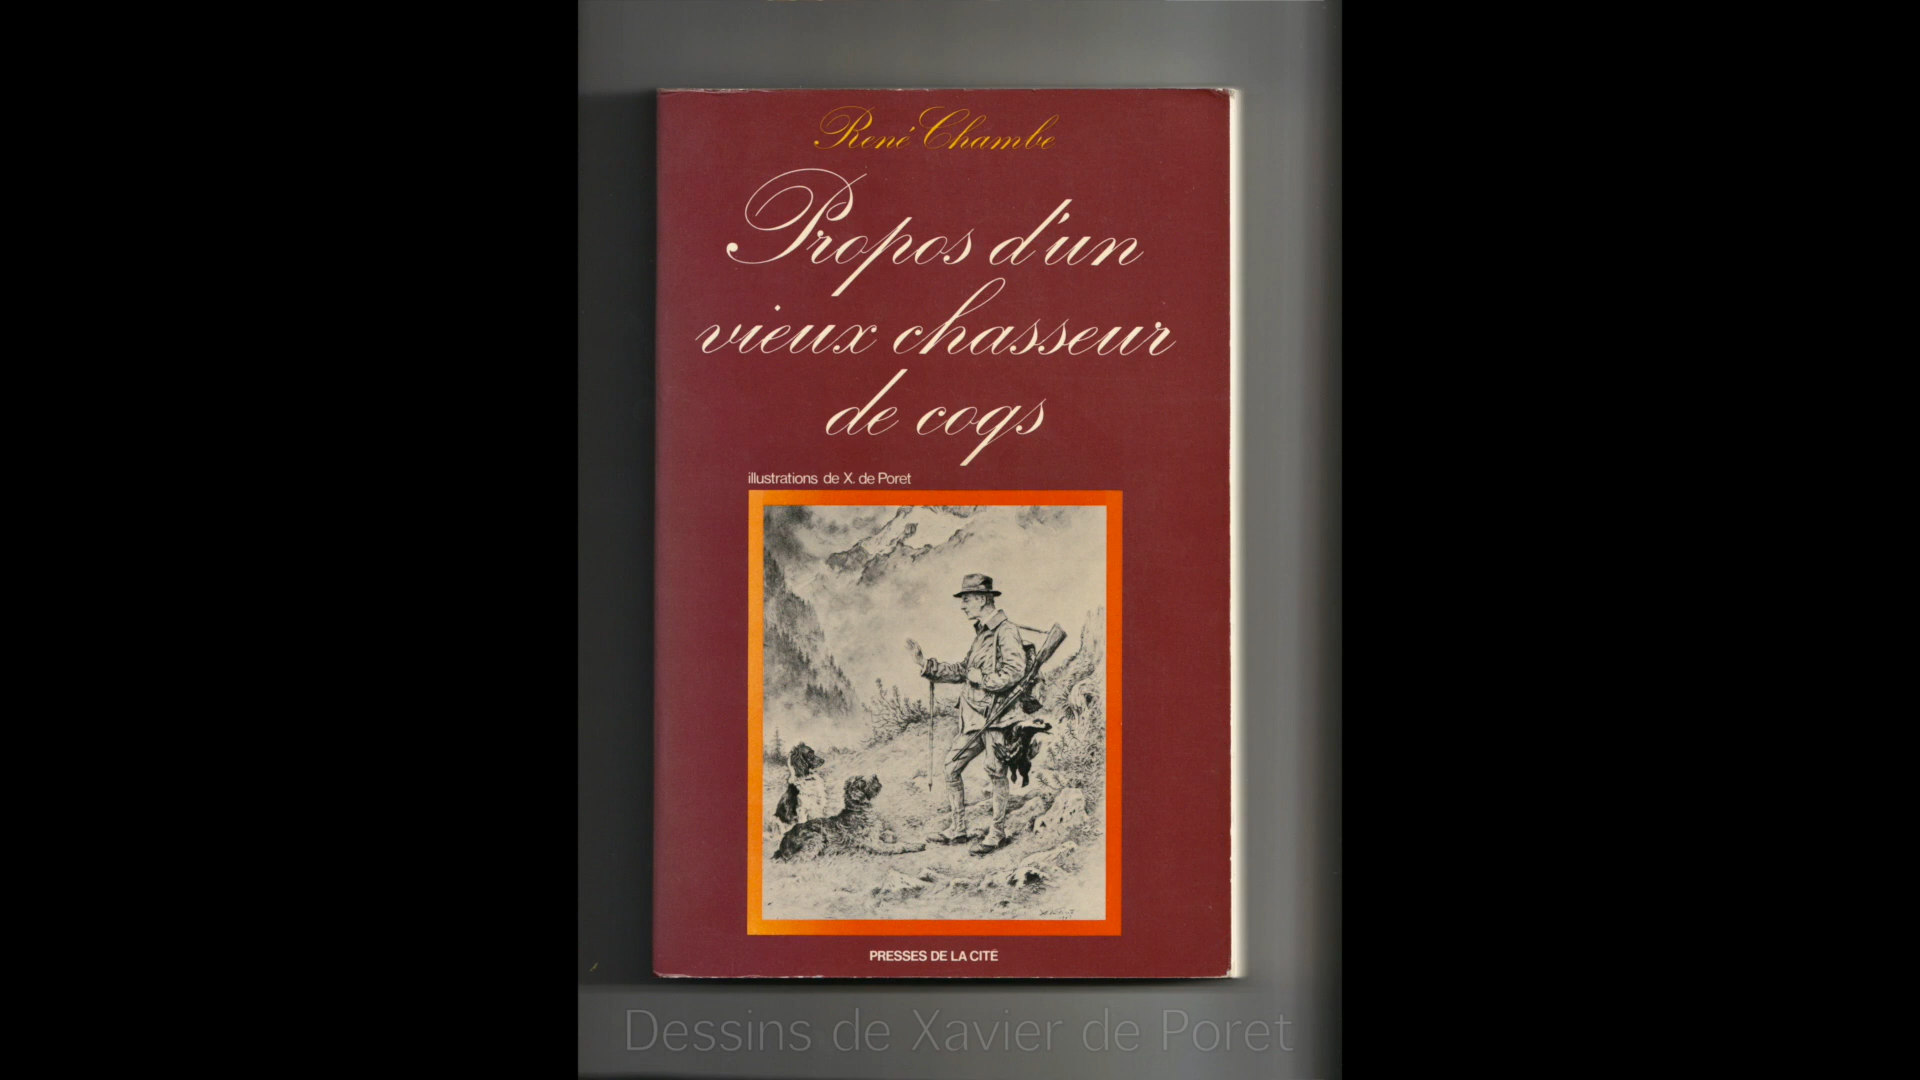 René Chambe
Propos d'un
vieux chasseur
de coqs
illustrations de X. de Poret
PRESSES DE LA CITÉ
Dessins de Xavier de Poret